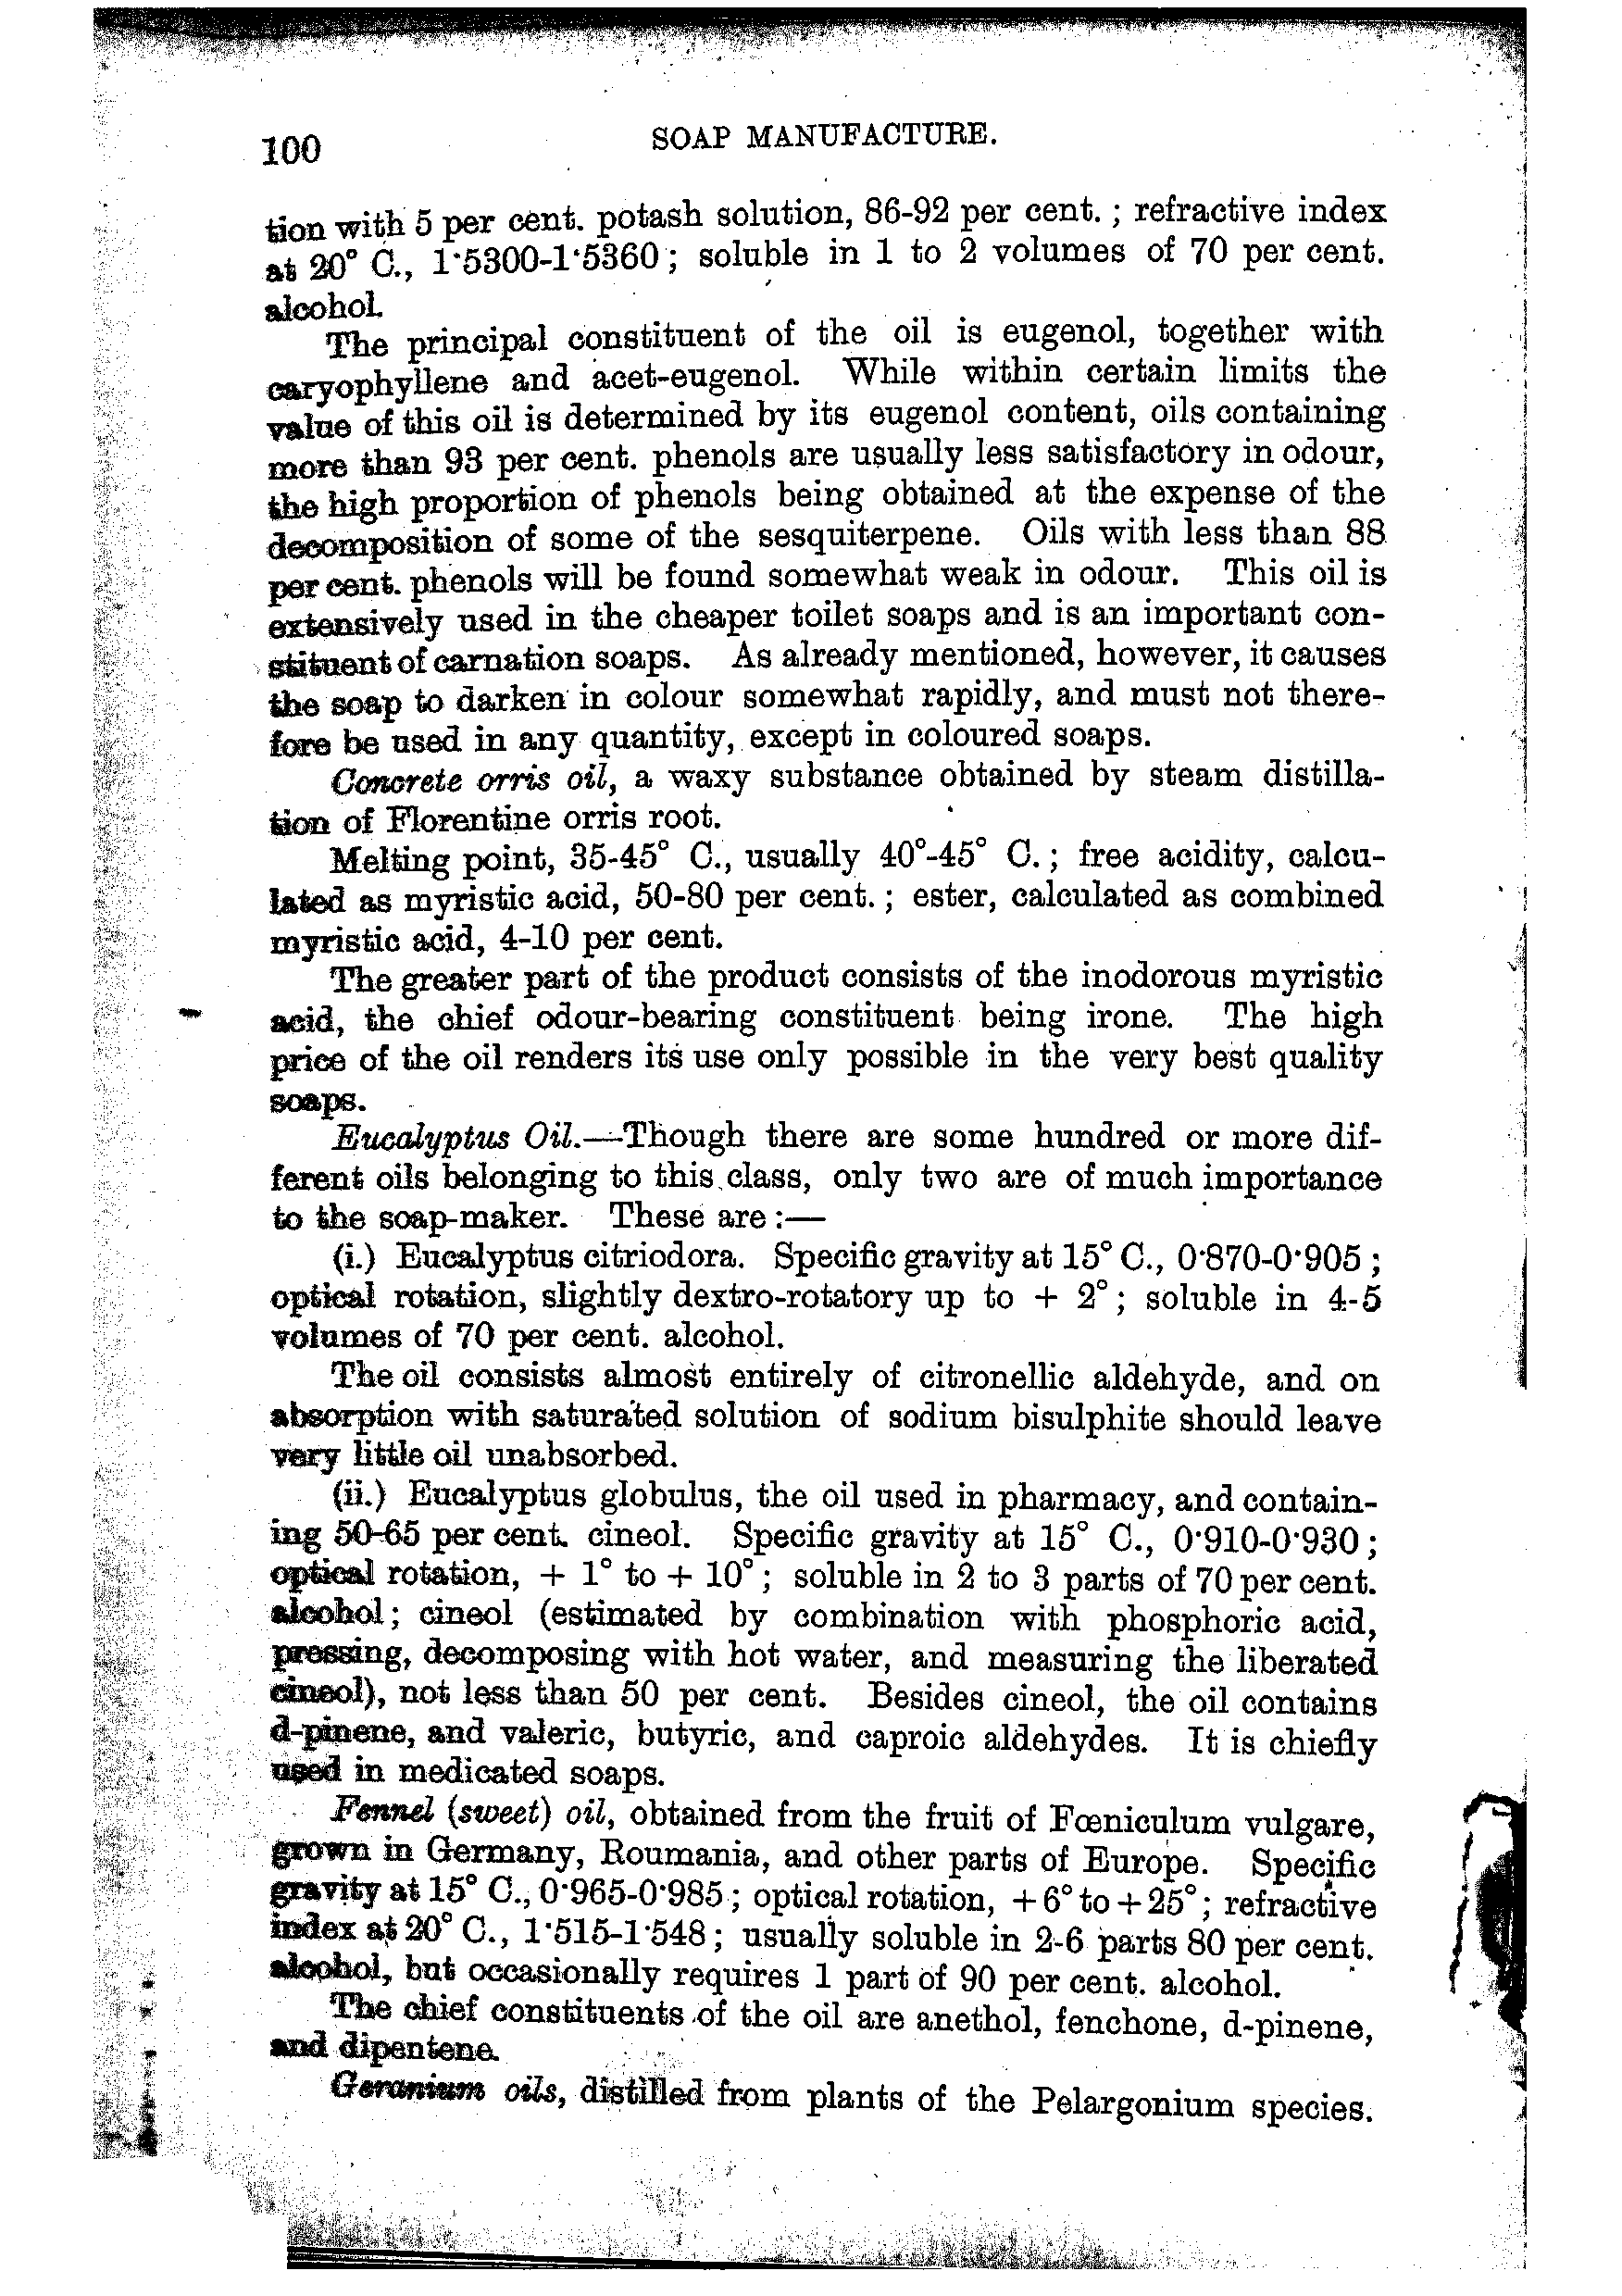 100
SOAP MANUFACTURE.
tion with 5 per cent. potash solution, 86-92 per cent. ; refractive index
at 20° C., 1·5300-1·5360 ; soluble in 1 to 2 volumes of 70 per cent.
alcohol.
The principal constituent of the oil is eugenol, together with
caryophyllene and acet-eugenol. While within certain limits the
value of this oil is determined by its eugenol content, oils containing
more than 93 per cent. phenols are usually less satisfactory in odour,
the high proportion of phenols being obtained at the expense of the
decomposition of some of the sesquiterpene. Oils with less than 88
per cent. phenols will be found somewhat weak in odour. This oil is
extensively used in the cheaper toilet soaps and is an important con-
stituent of carnation soaps. As already mentioned, however, it causes
the soap to darken in colour somewhat rapidly, and must not there-
fore be used in any quantity, except in coloured soaps.
Concrete orris oil, a waxy substance obtained by steam distilla-
tion of Florentine orris root.
Melting point, 35-45° C., usually 40°-45° C. ; free acidity, calcu-
lated as myristic acid, 50-80 per cent. ; ester, calculated as combined
myristic acid, 4-10 per cent.
The greater part of the product consists of the inodorous myristic
acid, the chief odour-bearing constituent being irone. The high
price of the oil renders its use only possible in the very best quality
soaps.
Eucalyptus Oil.—Though there are some hundred or more dif-
ferent oils belonging to this class, only two are of much importance
to the soap-maker. These are :—
(i.) Eucalyptus citriodora. Specific gravity at 15° C., 0·870-0·905 ;
optical rotation, slightly dextro-rotatory up to + 2° ; soluble in 4-5
volumes of 70 per cent. alcohol.
The oil consists almost entirely of citronellic aldehyde, and on
absorption with saturated solution of sodium bisulphite should leave
very little oil unabsorbed.
(ii.) Eucalyptus globulus, the oil used in pharmacy, and contain-
ing 50-65 per cent. cineol. Specific gravity at 15° C., 0·910-0·930 ;
optical rotation, + 1° to + 10° ; soluble in 2 to 3 parts of 70 per cent.
alcohol ; cineol (estimated by combination with phosphoric acid,
pressing, decomposing with hot water, and measuring the liberated
cineol), not less than 50 per cent. Besides cineol, the oil contains
d-pinene, and valeric, butyric, and caproic aldehydes. It is chiefly
used in medicated soaps.
Fennel (sweet) oil, obtained from the fruit of Fœniculum vulgare,
grown in Germany, Roumania, and other parts of Europe. Specific
gravity at 15° C., 0·965-0·985 ; optical rotation, + 6° to + 25° ; refractive
index at 20° C., 1·515-1·548 ; usually soluble in 2-6 parts 80 per cent.
alcohol, but occasionally requires 1 part of 90 per cent. alcohol.
The chief constituents of the oil are anethol, fenchone, d-pinene,
and dipentene.
Geranium oils, distilled from plants of the Pelargonium species.